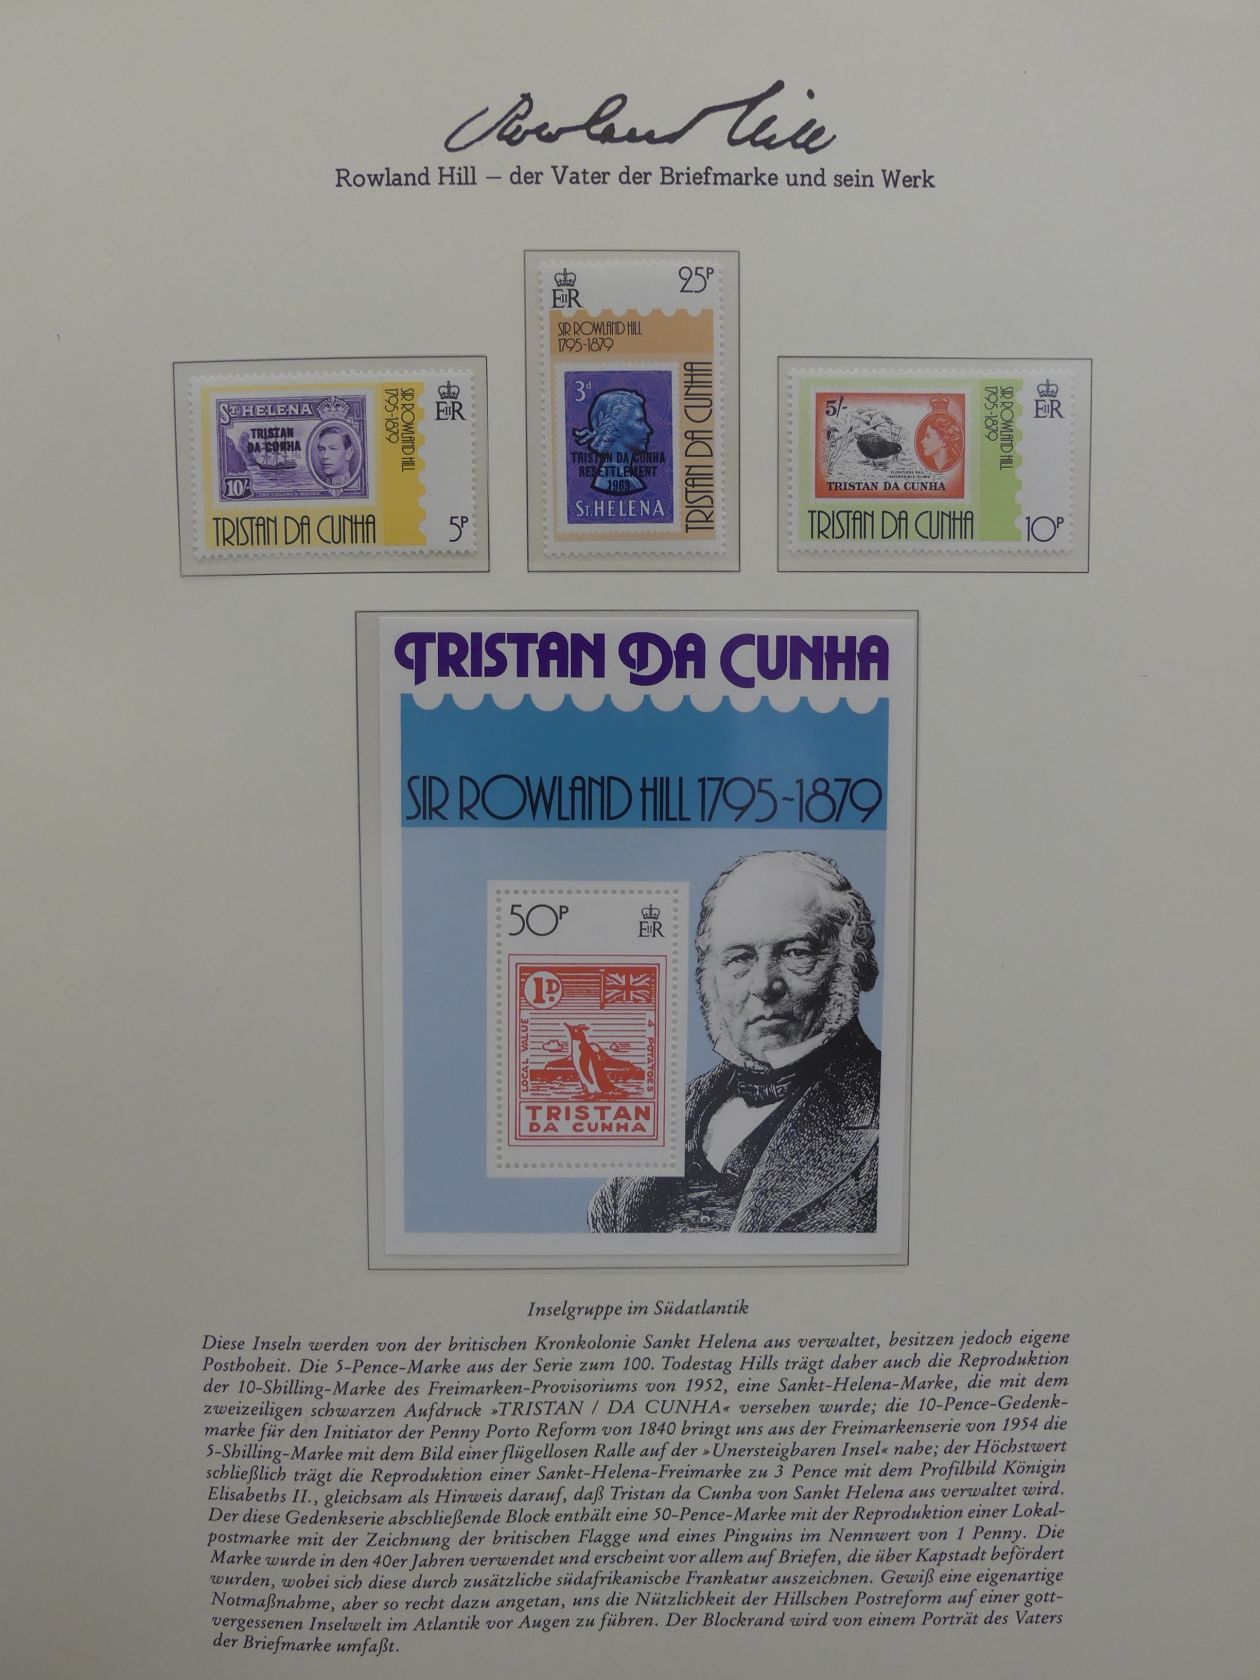 Rowland Hill
Rowland Hill – der Vater der Briefmarke und sein Werk
ST HELENA
TRISTAN
DA CUNHA
10/-
SIR ROWLAND HILL
1795-1879
EIIR
TRISTAN DA CUNHA
5P
EIIR
25P
SIR ROWLAND HILL
1795-1879
3d
TRISTAN DA CUNHA
RESETTLEMENT
1963
ST. HELENA
TRISTAN DA CUNHA
5/-
TRISTAN DA CUNHA
SIR ROWLAND HILL
1795-1879
EIIR
TRISTAN DA CUNHA
10P
TRISTAN DA CUNHA
SIR ROWLAND HILL 1795-1879
50P
EIIR
1D.
LOCAL VALUE
4 POTATOES
TRISTAN
DA CUNHA
Inselgruppe im Südatlantik
Diese Inseln werden von der britischen Kronkolonie Sankt Helena aus verwaltet, besitzen jedoch eigene
Posthoheit. Die 5-Pence-Marke aus der Serie zum 100. Todestag Hills trägt daher auch die Reproduktion
der 10-Shilling-Marke des Freimarken-Provisoriums von 1952, eine Sankt-Helena-Marke, die mit dem
zweizeiligen schwarzen Aufdruck »TRISTAN / DA CUNHA« versehen wurde; die 10-Pence-Gedenk-
marke für den Initiator der Penny Porto Reform von 1840 bringt uns aus der Freimarkenserie von 1954 die
5-Shilling-Marke mit dem Bild einer flügellosen Ralle auf der »Unersteigbaren Insel« nahe; der Höchstwert
schließlich trägt die Reproduktion einer Sankt-Helena-Freimarke zu 3 Pence mit dem Profilbild Königin
Elisabeths II., gleichsam als Hinweis darauf, daß Tristan da Cunha von Sankt Helena aus verwaltet wird.
Der diese Gedenkserie abschließende Block enthält eine 50-Pence-Marke mit der Reproduktion einer Lokal-
postmarke mit der Zeichnung der britischen Flagge und eines Pinguins im Nennwert von 1 Penny. Die
Marke wurde in den 40er Jahren verwendet und erscheint vor allem auf Briefen, die über Kapstadt befördert
wurden, wobei sich diese durch zusätzliche südafrikanische Frankatur auszeichnen. Gewiß eine eigenartige
Notmaßnahme, aber so recht dazu angetan, uns die Nützlichkeit der Hillschen Postreform auf einer gott-
vergessenen Inselwelt im Atlantik vor Augen zu führen. Der Blockrand wird von einem Porträt des Vaters
der Briefmarke umfaßt.